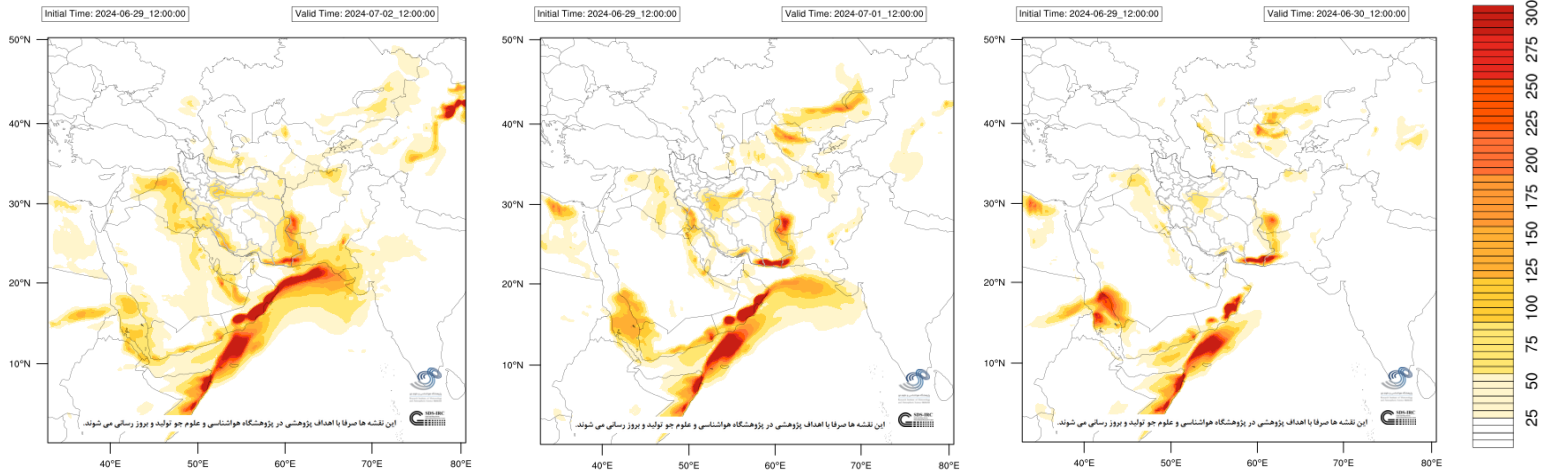 Initial Time: 2024-06-29_12:00:00
Valid Time: 2024-07-02_12:00:00
50°N
40°N
30°N
20°N
10°N
40°E
50°E
60°E
70°E
80°E
SDS-IRC
این نقشه ها صرفا با اهداف پژوهشی در پژوهشگاه هواشناسی و علوم جو تولید و بروز رسانی می شوند.
Initial Time: 2024-06-29_12:00:00
Valid Time: 2024-07-01_12:00:00
50°N
40°N
30°N
20°N
10°N
40°E
50°E
60°E
70°E
80°E
SDS-IRC
این نقشه ها صرفا با اهداف پژوهشی در پژوهشگاه هواشناسی و علوم جو تولید و بروز رسانی می شوند.
Initial Time: 2024-06-29_12:00:00
Valid Time: 2024-06-30_12:00:00
50°N
40°N
30°N
20°N
10°N
40°E
50°E
60°E
70°E
80°E
SDS-IRC
این نقشه ها صرفا با اهداف پژوهشی در پژوهشگاه هواشناسی و علوم جو تولید و بروز رسانی می شوند.
300
275
250
225
200
175
150
125
100
75
50
25